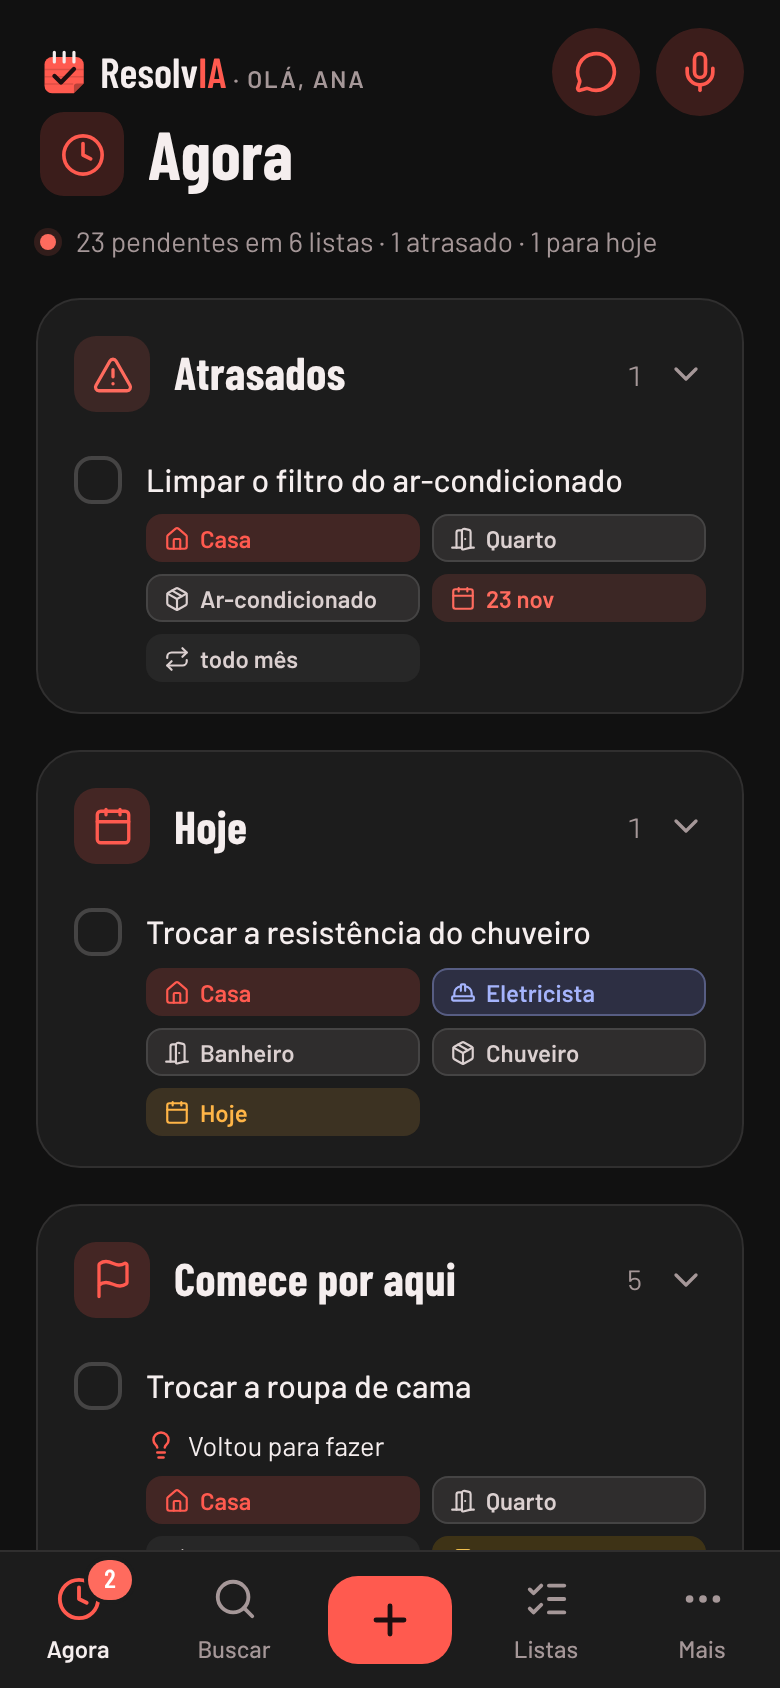 ResolvIA · OLÁ, ANA
Agora
23 pendentes em 6 listas · 1 atrasado · 1 para hoje
Atrasados 1
Limpar o filtro do ar-condicionado
Casa Quarto
Ar-condicionado 23 nov
todo mês
Hoje 1
Trocar a resistência do chuveiro
Casa Eletricista
Banheiro Chuveiro
Hoje
Comece por aqui 5
Trocar a roupa de cama
Voltou para fazer
Casa Quarto
2
Agora Buscar Listas Mais